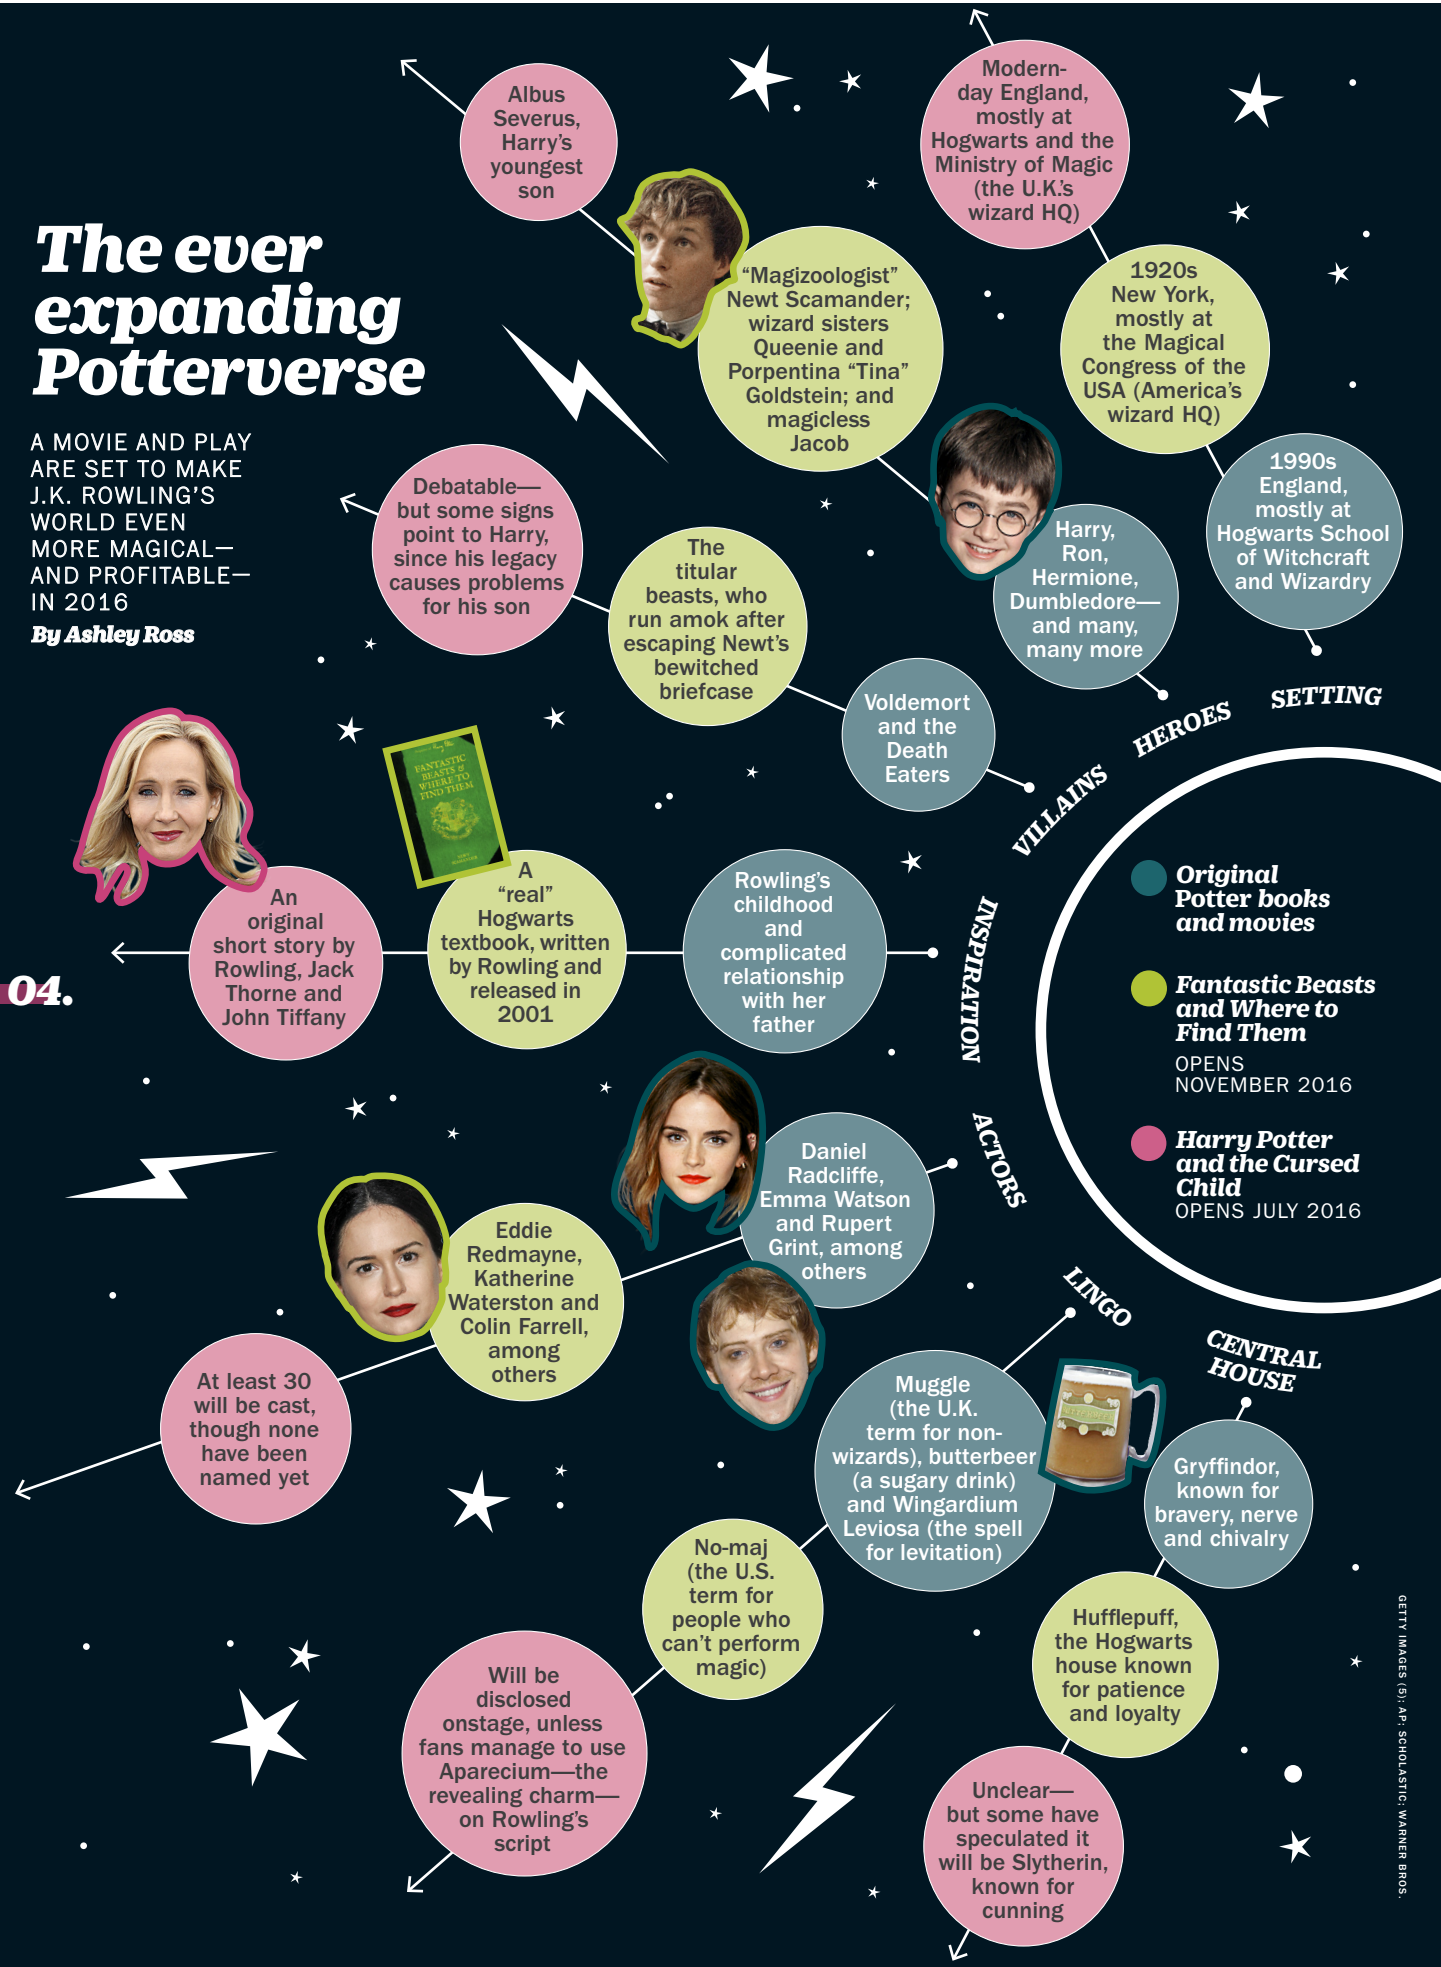 The ever
expanding
Potterverse
A MOVIE AND PLAY
ARE SET TO MAKE
J.K. ROWLING'S
WORLD EVEN
MORE MAGICAL—
AND PROFITABLE—
IN 2016
By Ashley Ross
04.
Original
Potter books
and movies
Fantastic Beasts
and Where to
Find Them
OPENS
NOVEMBER 2016
Harry Potter
and the Cursed
Child
OPENS JULY 2016
SETTING
1990s
England,
mostly at
Hogwarts School
of Witchcraft
and Wizardry
1920s
New York,
mostly at
the Magical
Congress of the
USA (America's
wizard HQ)
Modern-
day England,
mostly at
Hogwarts and the
Ministry of Magic
(the U.K.'s
wizard HQ)
HEROES
Harry,
Ron,
Hermione,
Dumbledore—
and many,
many more
"Magizoologist"
Newt Scamander;
wizard sisters
Queenie and
Porpentina "Tina"
Goldstein; and
magicless
Jacob
Albus
Severus,
Harry's
youngest
son
VILLAINS
Voldemort
and the
Death
Eaters
The
titular
beasts, who
run amok after
escaping Newt's
bewitched
briefcase
Debatable—
but some signs
point to Harry,
since his legacy
causes problems
for his son
INSPIRATION
Rowling's
childhood
and
complicated
relationship
with her
father
FANTASTIC
BEASTS &
WHERE TO
FIND THEM
A
"real"
Hogwarts
textbook, written
by Rowling and
released in
2001
An
original
short story by
Rowling, Jack
Thorne and
John Tiffany
ACTORS
Daniel
Radcliffe,
Emma Watson
and Rupert
Grint, among
others
Eddie
Redmayne,
Katherine
Waterston and
Colin Farrell,
among
others
At least 30
will be cast,
though none
have been
named yet
LINGO
Muggle
(the U.K.
term for non-
wizards), butterbeer
(a sugary drink)
and Wingardium
Leviosa (the spell
for levitation)
No-maj
(the U.S.
term for
people who
can't perform
magic)
Will be
disclosed
onstage, unless
fans manage to use
Aparecium—the
revealing charm—
on Rowling's
script
CENTRAL
HOUSE
Gryffindor,
known for
bravery, nerve
and chivalry
Hufflepuff,
the Hogwarts
house known
for patience
and loyalty
Unclear—
but some have
speculated it
will be Slytherin,
known for
cunning
GETTY IMAGES (5); AP; SCHOLASTIC; WARNER BROS.